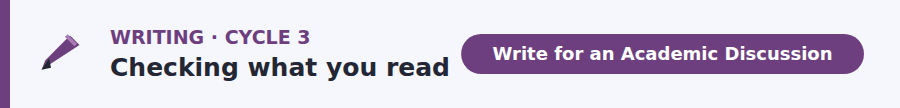 WRITING · CYCLE 3
Checking what you read
Write for an Academic Discussion